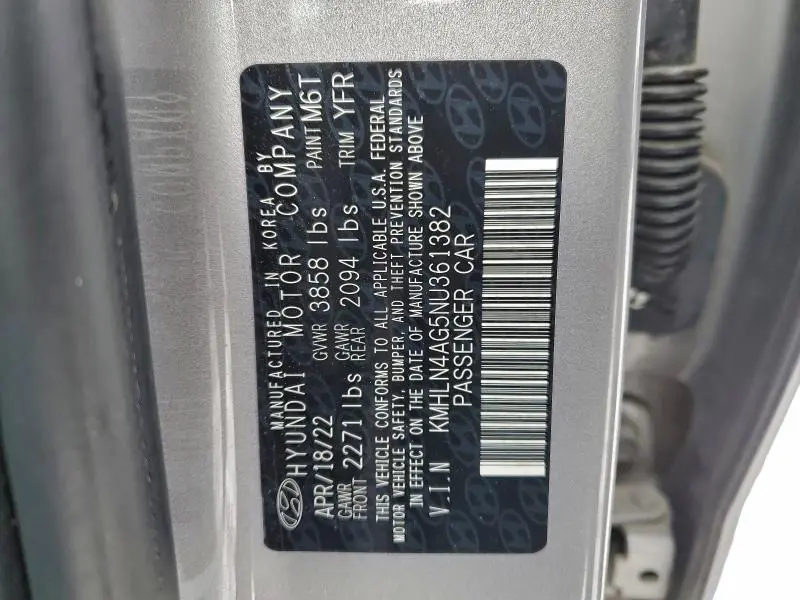 MANUFACTURED IN KOREA BY
HYUNDAI MOTOR COMPANY
APR/18/22 GVWR 3858 lbs PAINT M6T
GAWR FRONT 2271 lbs GAWR REAR 2094 lbs TRIM YFR
THIS VEHICLE CONFORMS TO ALL APPLICABLE U.S.A. FEDERAL
MOTOR VEHICLE SAFETY, BUMPER, AND THEFT PREVENTION STANDARDS
IN EFFECT ON THE DATE OF MANUFACTURE SHOWN ABOVE
V.I.N KMHLN4AG5NU361382
PASSENGER CAR